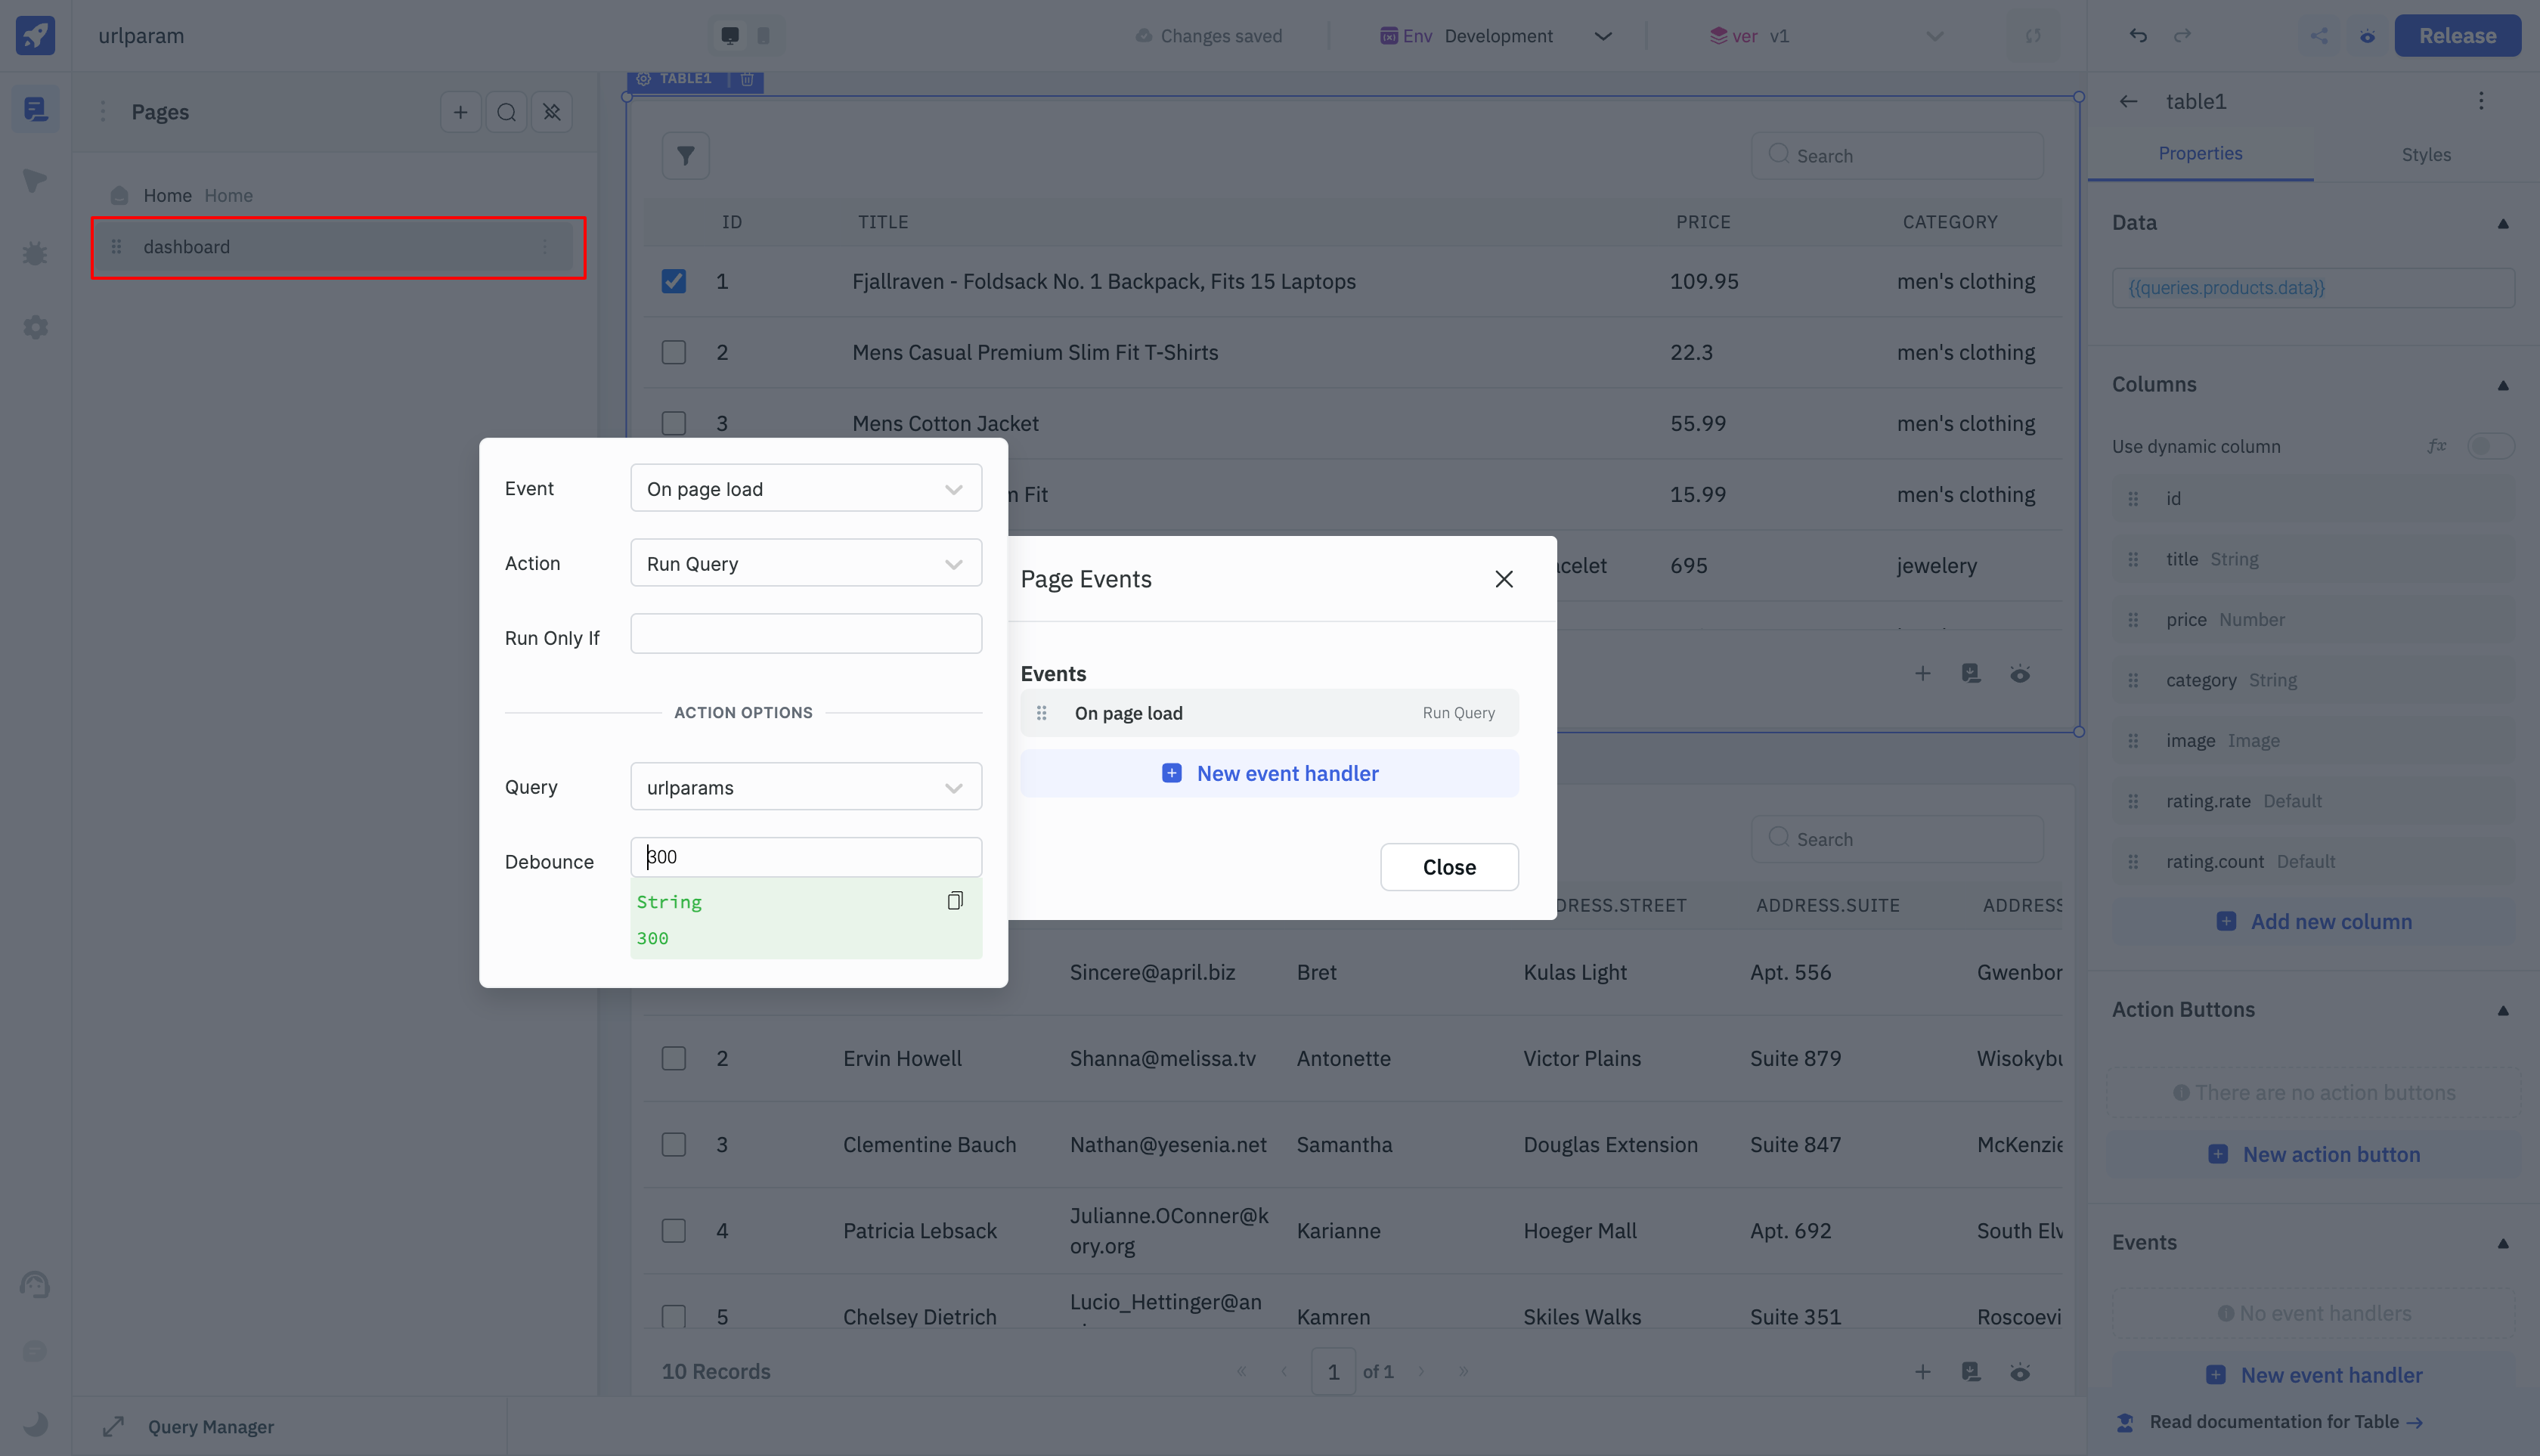 urlparam
Changes saved
Env Development
ver v1
Release
Pages
Home Home
dashboard
TABLE1
Search
ID TITLE PRICE CATEGORY
1 Fjallraven - Foldsack No. 1 Backpack, Fits 15 Laptops 109.95 men's clothing
2 Mens Casual Premium Slim Fit T-Shirts 22.3 men's clothing
3 Mens Cotton Jacket 55.99 men's clothing
Fit 15.99 men's clothing
695 jewelery
Event On page load
Action Run Query
Run Only If
ACTION OPTIONS
Query urlparams
Debounce 300
String
300
Page Events
Events
On page load Run Query
New event handler
Close
Search
ADDRESS.SUITE
Sincere@april.biz Bret Kulas Light Apt. 556
2 Ervin Howell Shanna@melissa.tv Antonette Victor Plains Suite 879
3 Clementine Bauch Nathan@yesenia.net Samantha Douglas Extension Suite 847
4 Patricia Lebsack Julianne.OConner@k Karianne Hoeger Mall Apt. 692 South
ory.org
5 Chelsey Dietrich Lucio_Hettinger@an Kamren Skiles Walks Suite 351
10 Records
« ‹ 1 of 1 › »
Query Manager
table1
Properties Styles
Data
{{queries.products.data}}
Columns
Use dynamic column fx
id
title String
price Number
category String
image Image
rating.rate Default
rating.count Default
Add new column
Action Buttons
There are no action buttons
New action button
Events
No event handlers
New event handler
Read documentation for Table →